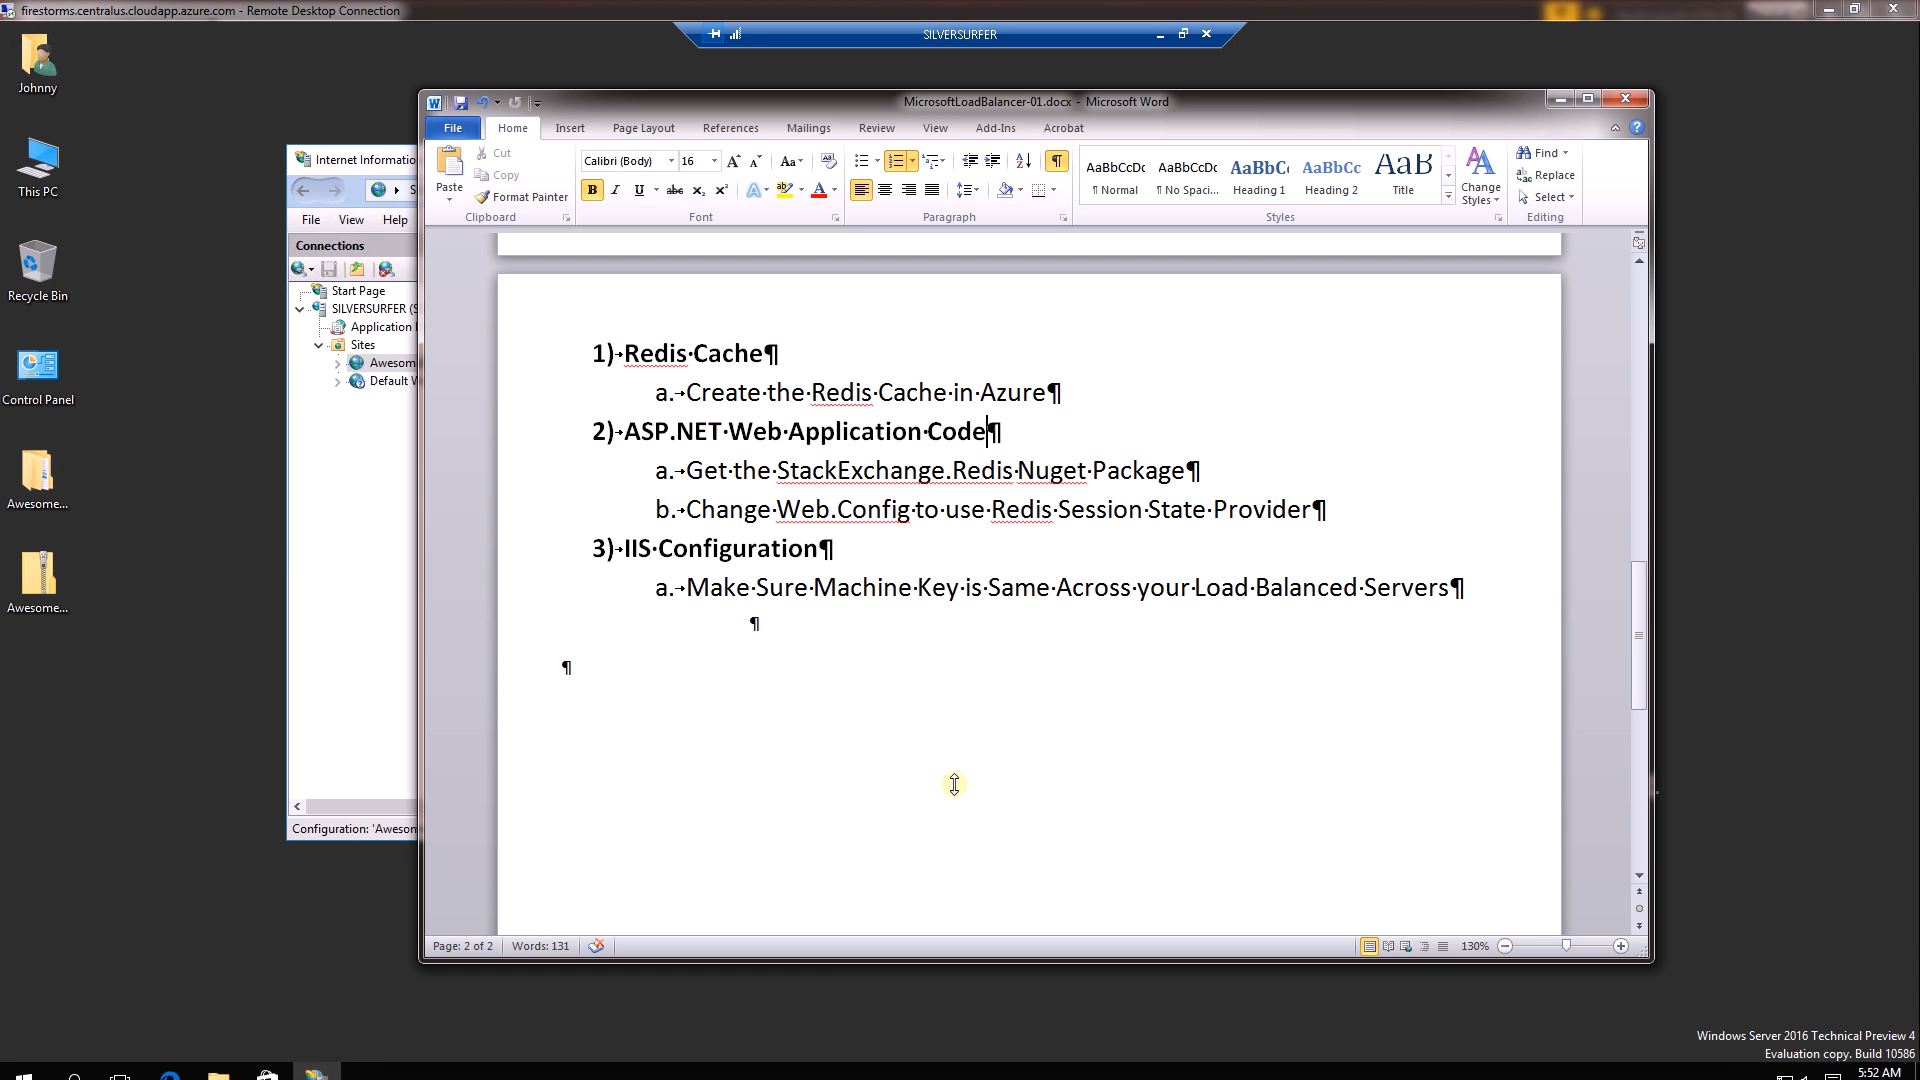 firestorms.centralus.cloudapp.azure.com - Remote Desktop Connection
SILVERSURFER
Johnny
This PC
Recycle Bin
Control Panel
Awesome...
Awesome...
Internet Informatio
File View Help
Connections
Start Page
SILVERSURFER (S
Application
Sites
Awesom
Default W
Configuration: 'Awesom
MicrosoftLoadBalancer-01.docx - Microsoft Word
File Home Insert Page Layout References Mailings Review View Add-Ins Acrobat
Paste
Cut
Copy
Format Painter
Clipboard
Calibri (Body) 16
Font
Paragraph
AaBbCcDc AaBbCcDc AaBbC AaBbCc AaB
¶ Normal ¶ No Spaci... Heading 1 Heading 2 Title
Change Styles
Styles
Find
Replace
Select
Editing
1)→Redis·Cache¶
a.→Create·the·Redis·Cache·in·Azure¶
2)→ASP.NET·Web·Application·Code¶
a.→Get·the·StackExchange.Redis·Nuget·Package¶
b.→Change·Web.Config·to·use·Redis·Session·State·Provider¶
3)→IIS·Configuration¶
a.→Make·Sure·Machine·Key·is·Same·Across·your·Load·Balanced·Servers¶
¶
¶
Page: 2 of 2 Words: 131
130%
Windows Server 2016 Technical Preview 4
Evaluation copy. Build 10586
5:52 AM